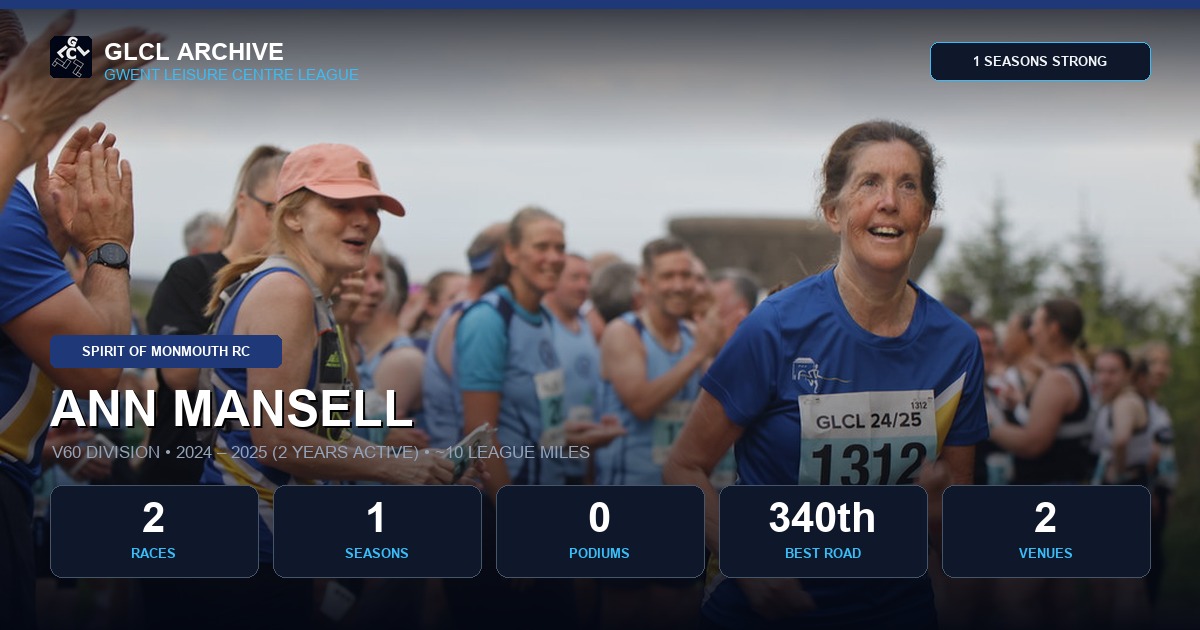 GLCL ARCHIVE
GWENT LEISURE CENTRE LEAGUE
1 SEASONS STRONG
1312
GLCL 24/25
1312
SPIRIT OF MONMOUTH RC
ANN MANSELL
V60 DIVISION • 2024 – 2025 (2 YEARS ACTIVE) • ~10 LEAGUE MILES
2
RACES
1
SEASONS
0
PODIUMS
340th
BEST ROAD
2
VENUES